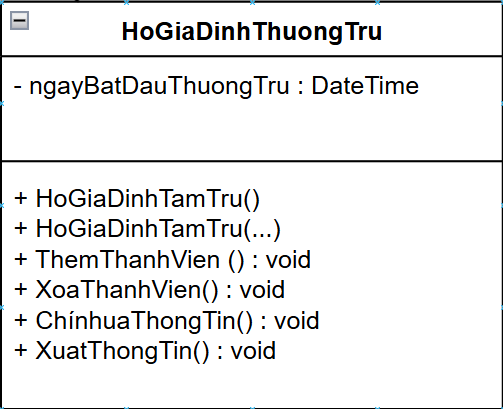 HoGiaDinhThuongTru
- ngayBatDauThuongTru : DateTime
+ HoGiaDinhTamTru()
+ HoGiaDinhTamTru(...)
+ ThemThanhVien () : void
+ XoaThanhVien() : void
+ ChínhuaThongTin() : void
+ XuatThongTin() : void